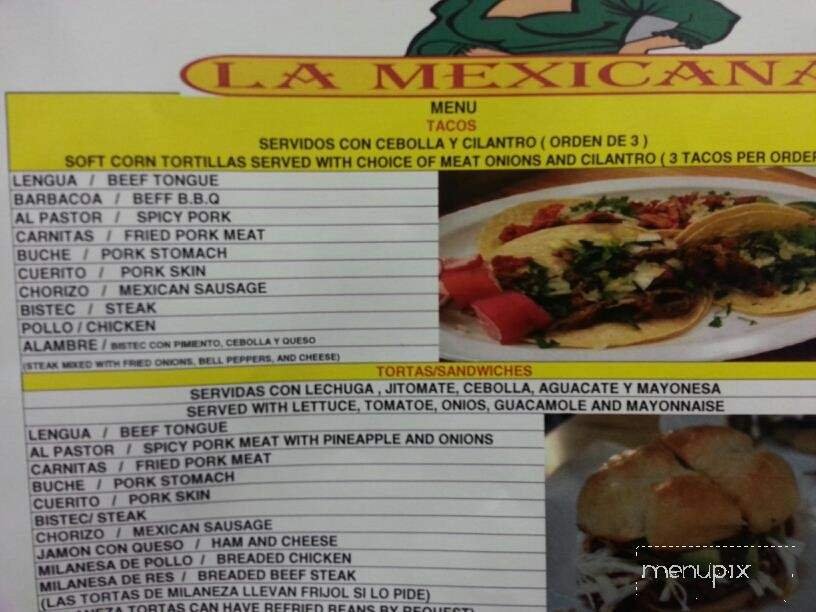 LA MEXICANA
MENU
TACOS
SERVIDOS CON CEBOLLA Y CILANTRO ( ORDEN DE 3 )
SOFT CORN TORTILLAS SERVED WITH CHOICE OF MEAT ONIONS AND CILANTRO ( 3 TACOS PER ORDER
LENGUA / BEEF TONGUE
BARBACOA / BEFF B.B.Q
AL PASTOR / SPICY PORK
CARNITAS / FRIED PORK MEAT
BUCHE / PORK STOMACH
CUERITO / PORK SKIN
CHORIZO / MEXICAN SAUSAGE
BISTEC / STEAK
POLLO / CHICKEN
ALAMBRE / BISTEC CON PIMIENTO, CEBOLLA Y QUESO
(STEAK MIXED WITH FRIED ONIONS, BELL PEPPERS, AND CHEESE)
TORTAS/SANDWICHES
SERVIDAS CON LECHUGA , JITOMATE, CEBOLLA, AGUACATE Y MAYONESA
SERVED WITH LETTUCE, TOMATOE, ONIOS, GUACAMOLE AND MAYONNAISE
LENGUA / BEEF TONGUE
AL PASTOR / SPICY PORK MEAT WITH PINEAPPLE AND ONIONS
CARNITAS / FRIED PORK MEAT
BUCHE / PORK STOMACH
CUERITO / PORK SKIN
BISTEC/ STEAK
CHORIZO / MEXICAN SAUSAGE
JAMON CON QUESO / HAM AND CHEESE
MILANESA DE POLLO / BREADED CHICKEN
MILANESA DE RES / BREADED BEEF STEAK
(LAS TORTAS DE MILANEZA LLEVAN FRIJOL SI LO PIDE)
TORTAS CAN HAVE REFRIED BEANS BY REQUEST)
menupix